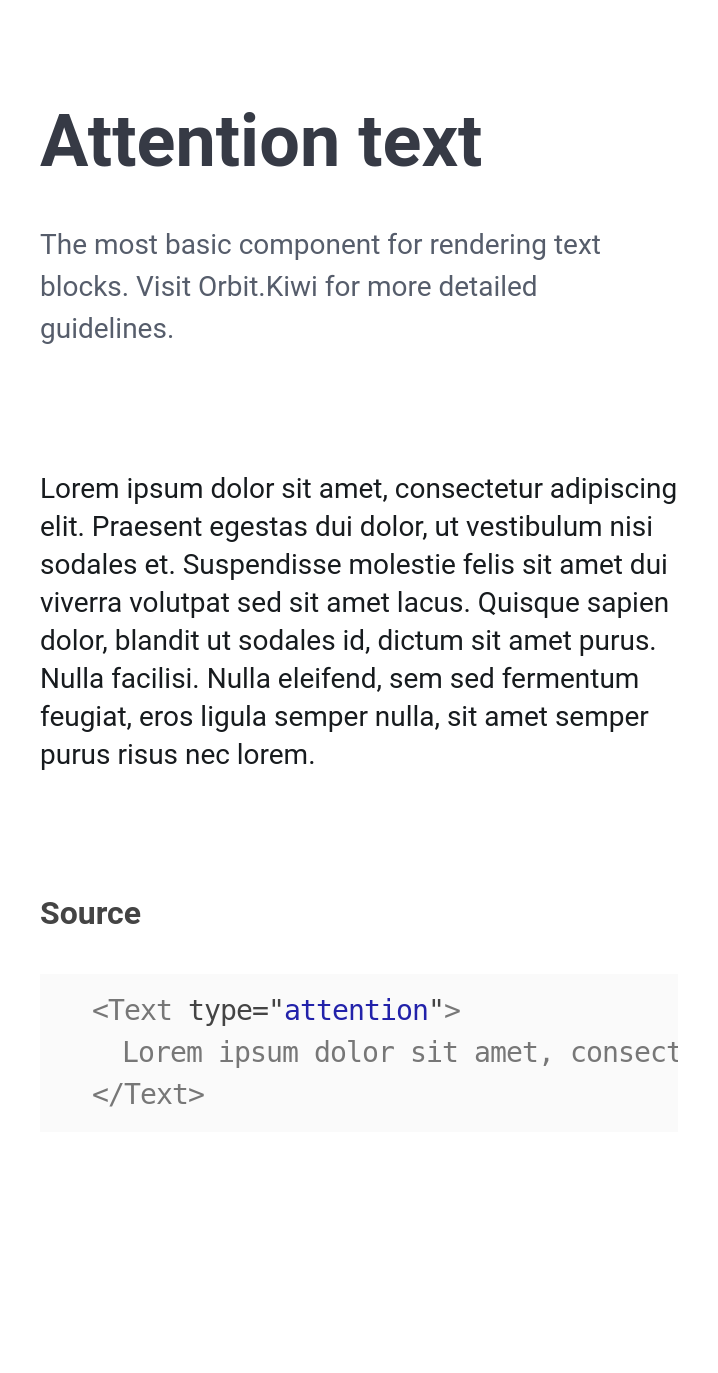 Attention text
The most basic component for rendering text
blocks. Visit Orbit.Kiwi for more detailed
guidelines.
Lorem ipsum dolor sit amet, consectetur adipiscing
elit. Praesent egestas dui dolor, ut vestibulum nisi
sodales et. Suspendisse molestie felis sit amet dui
viverra volutpat sed sit amet lacus. Quisque sapien
dolor, blandit ut sodales id, dictum sit amet purus.
Nulla facilisi. Nulla eleifend, sem sed fermentum
feugiat, eros ligula semper nulla, sit amet semper
purus risus nec lorem.
Source
<Text type="attention">
  Lorem ipsum dolor sit amet, consect
</Text>